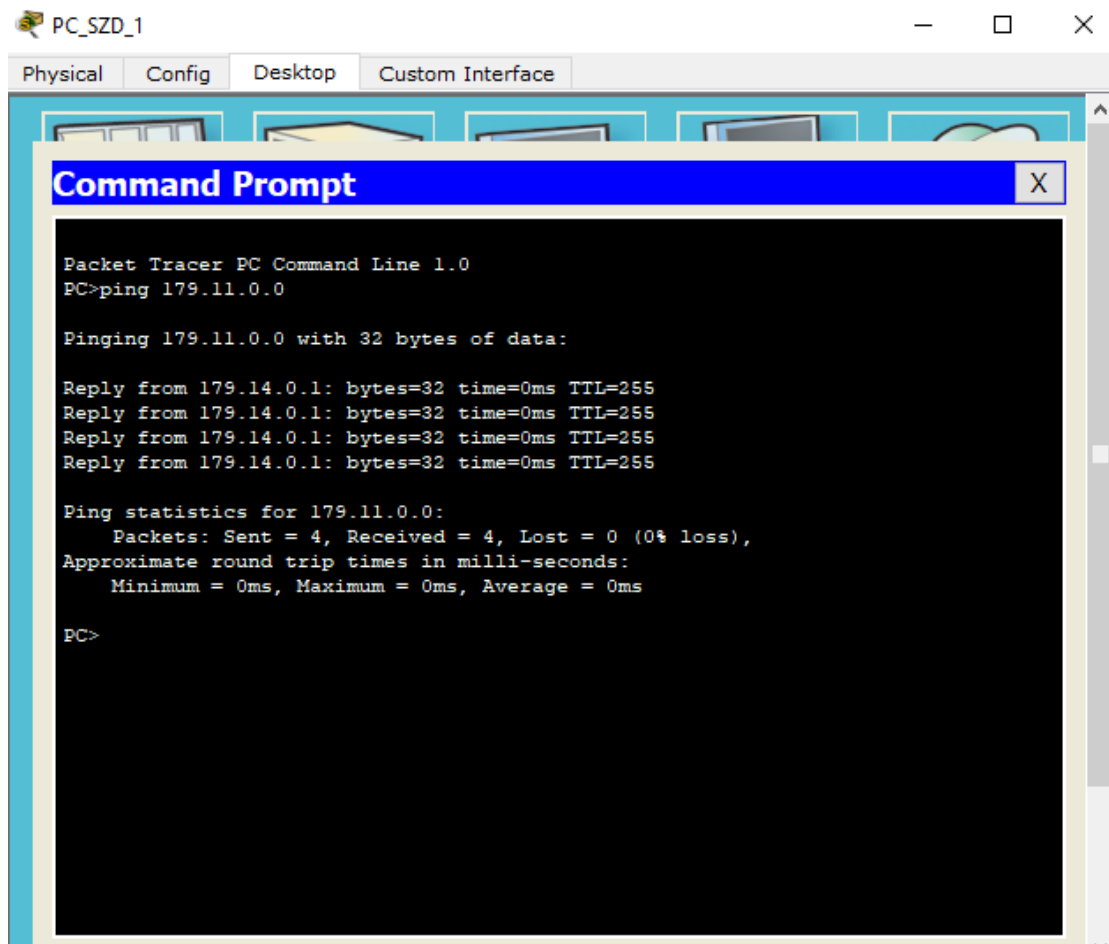 PC_SZD_1
Physical Config Desktop Custom Interface
Command Prompt X
Packet Tracer PC Command Line 1.0
PC>ping 179.11.0.0
Pinging 179.11.0.0 with 32 bytes of data:
Reply from 179.14.0.1: bytes=32 time=0ms TTL=255
Reply from 179.14.0.1: bytes=32 time=0ms TTL=255
Reply from 179.14.0.1: bytes=32 time=0ms TTL=255
Reply from 179.14.0.1: bytes=32 time=0ms TTL=255
Ping statistics for 179.11.0.0:
Packets: Sent = 4, Received = 4, Lost = 0 (0% loss),
Approximate round trip times in milli-seconds:
Minimum = 0ms, Maximum = 0ms, Average = 0ms
PC>